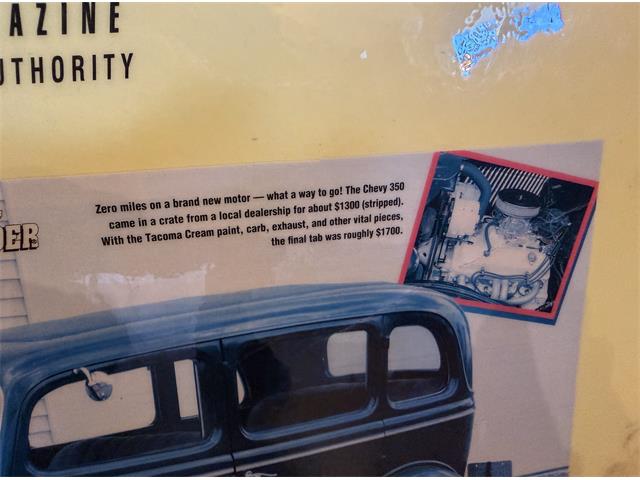 AZINE
UTHORITY
DER
Zero miles on a brand new motor — what a way to go! The Chevy 350
came in a crate from a local dealership for about $1300 (stripped).
With the Tacoma Cream paint, carb, exhaust, and other vital pieces,
the final tab was roughly $1700.